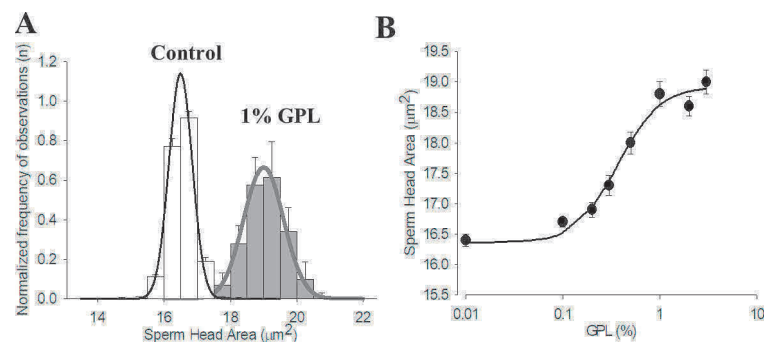 A
Control
1% GPL
Normalized frequency of observations (n)
1.2
1.0
0.8
0.6
0.4
0.2
0.0
14 16 18 20 22
Sperm Head Area (μm²)
B
Sperm Head Area (μm²)
19.5
19.0
18.5
18.0
17.5
17.0
16.5
16.0
15.5
0.01 0.1 1 10
GPL (%)